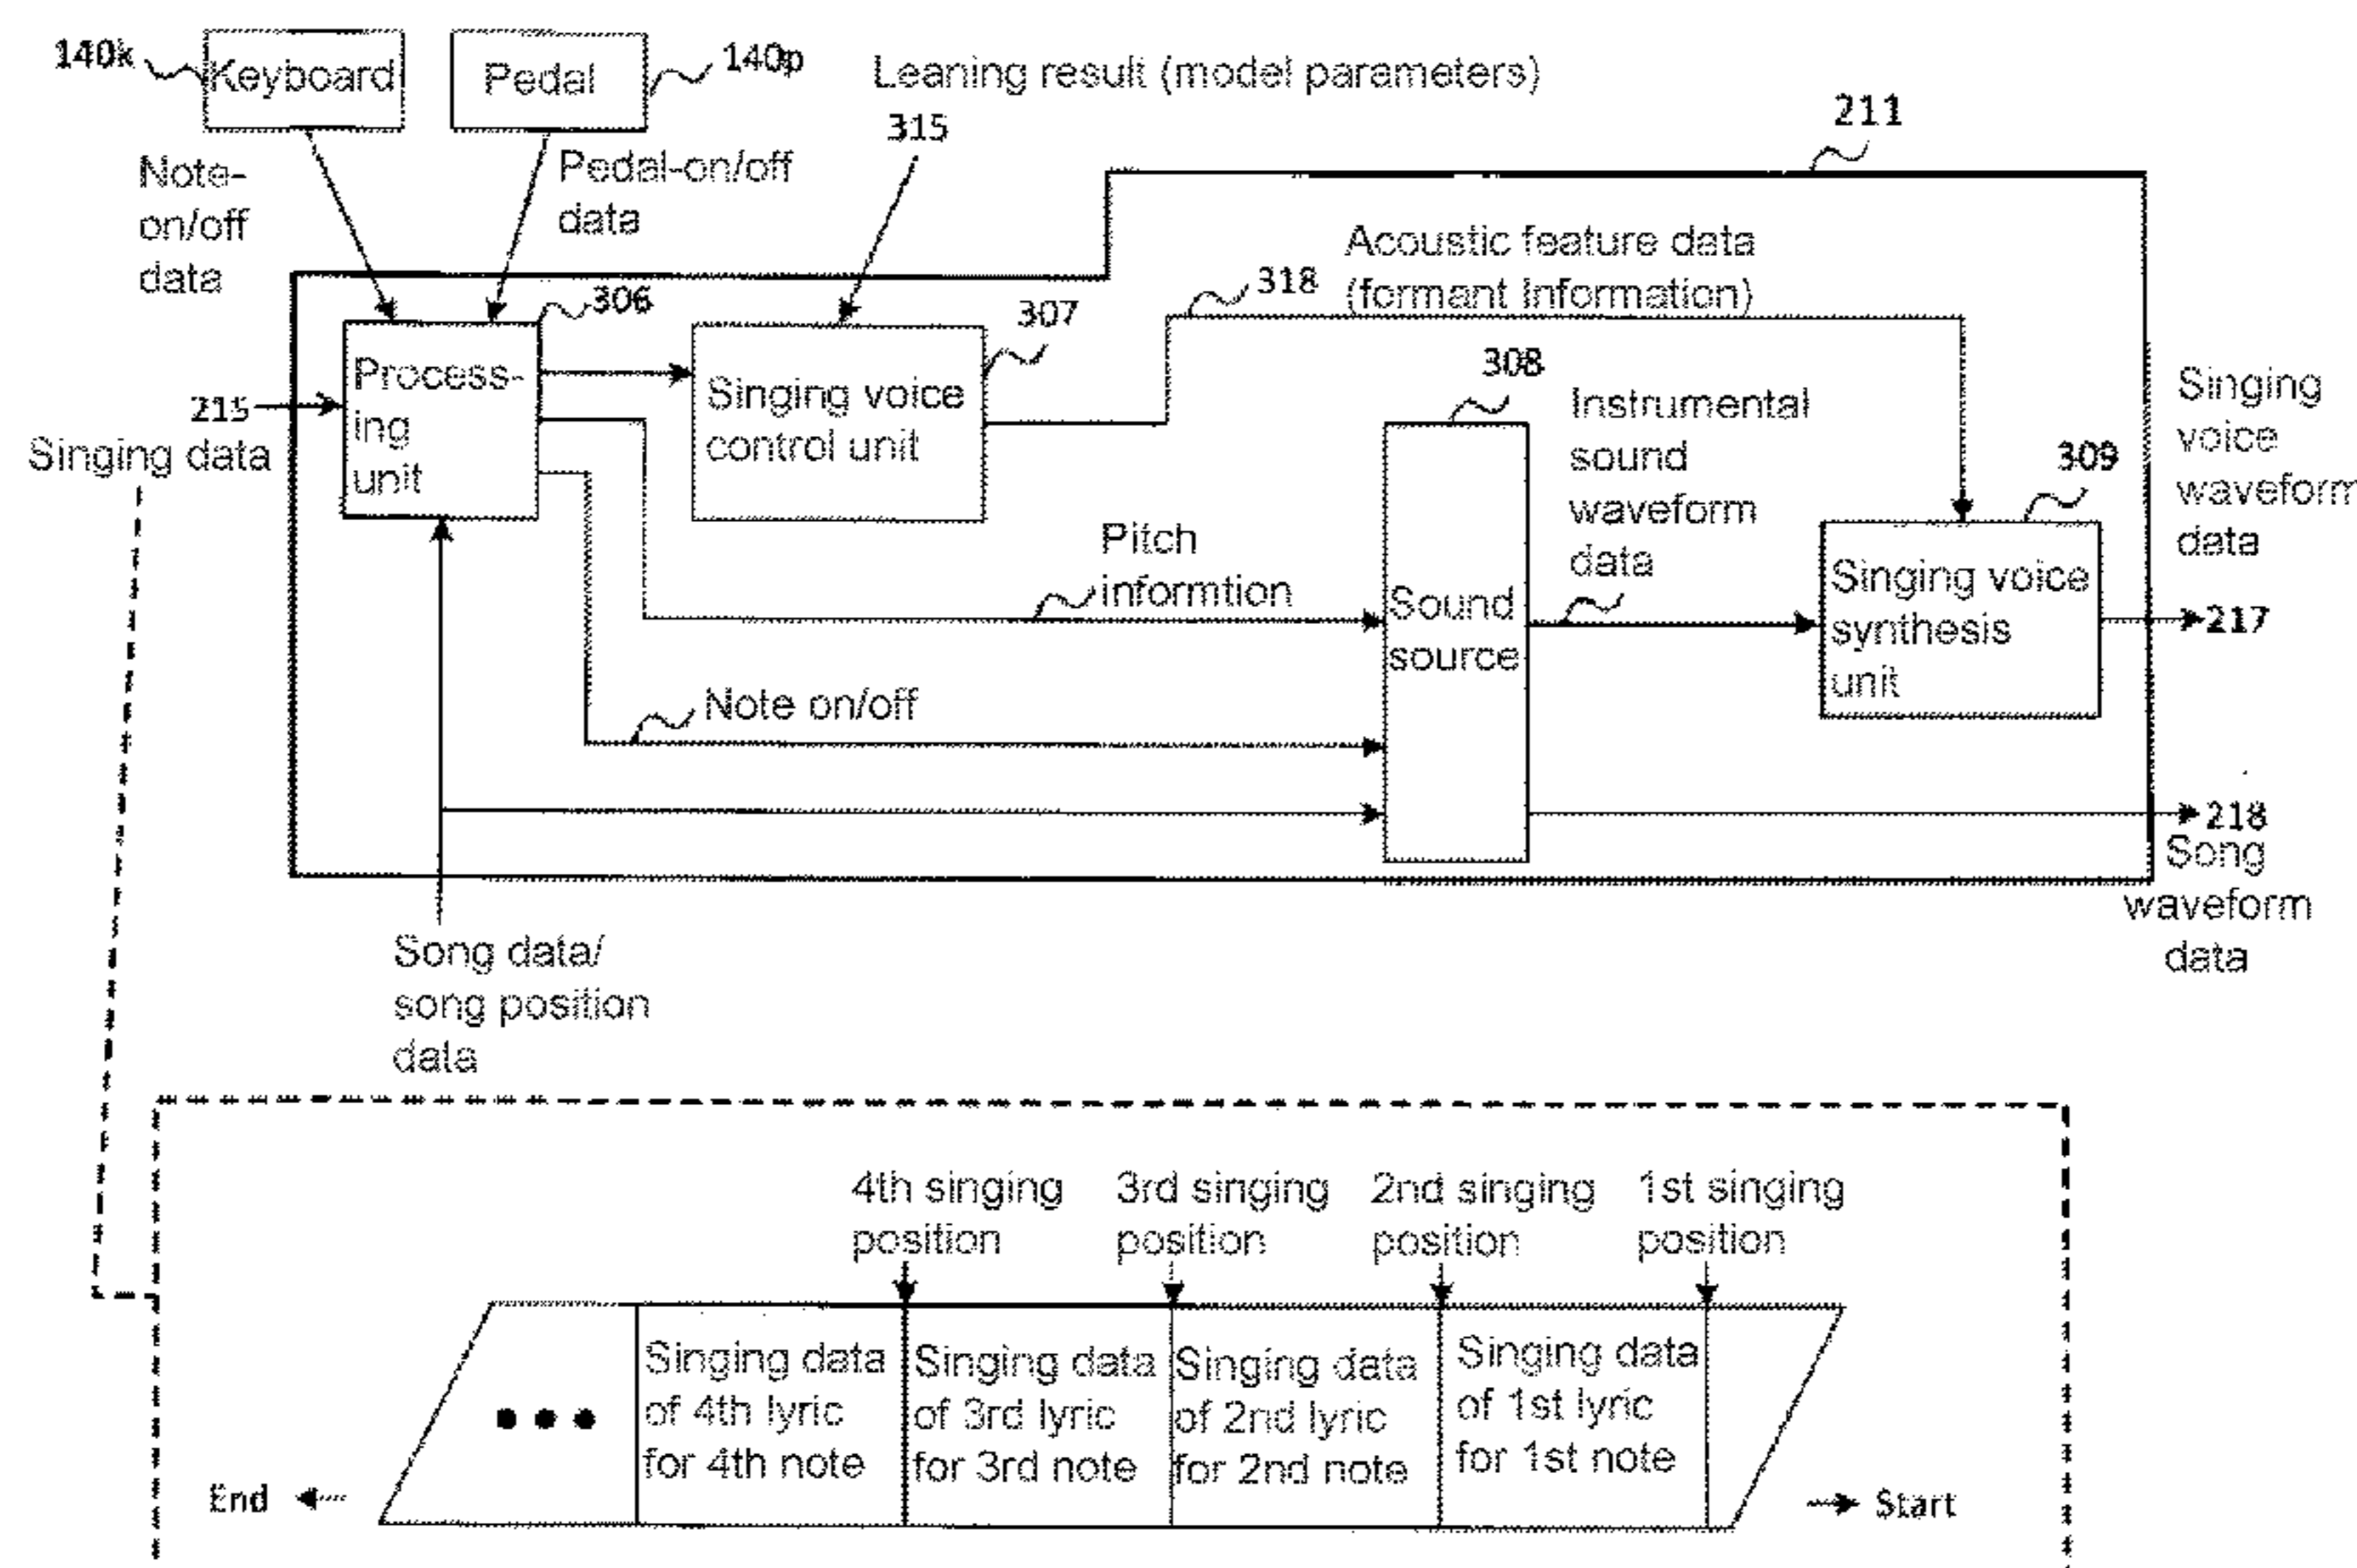 140k
Keyboard
Pedal
140p
Leaning result (model parameters)
315
211
Note-
on/off
data
Pedal-on/off
data
Acoustic feature data
(formant Information)
318
306
307
Process-
ing
unit
Singing voice
control unit
215
Singing data
308
Instrumental
sound
waveform
data
309
Singing
voice
waveform
data
Pitch
informtion
Sound
source
Singing voice
synthesis
unit
217
Note on/off
218
Song
waveform
data
Song data/
song position
data
4th singing
position
3rd singing
position
2nd singing
position
1st singing
position
Singing data
of 4th lyric
for 4th note
Singing data
of 3rd lyric
for 3rd note
Singing data
of 2nd lyric
for 2nd note
Singing data
of 1st lyric
for 1st note
End
Start